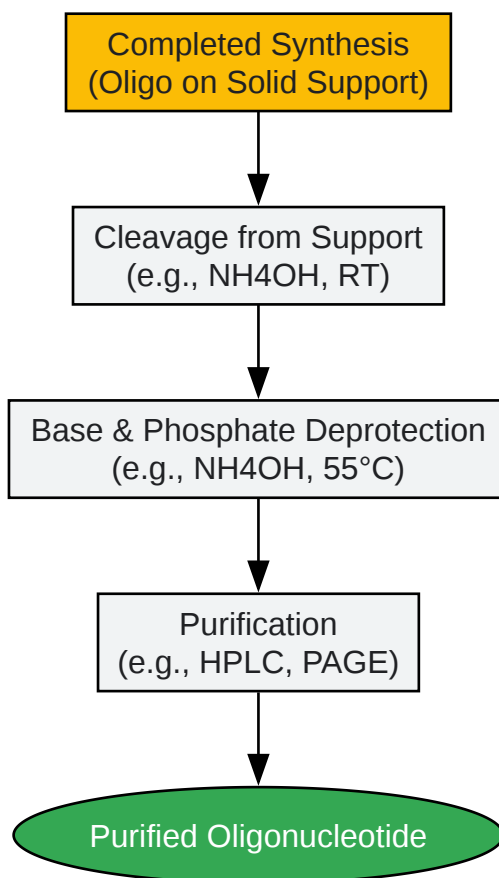 Completed Synthesis
(Oligo on Solid Support)
Cleavage from Support
(e.g., NH4OH, RT)
Base & Phosphate Deprotection
(e.g., NH4OH, 55°C)
Purification
(e.g., HPLC, PAGE)
Purified Oligonucleotide